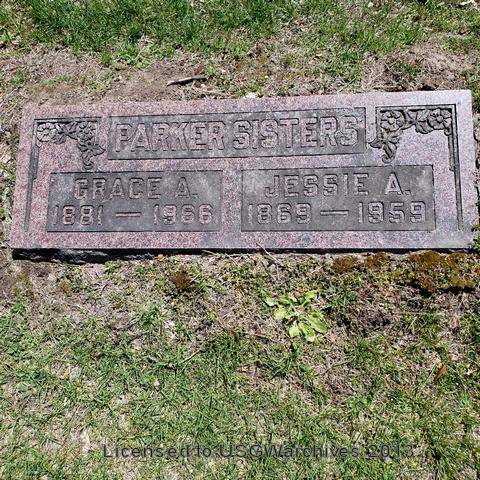 PARKER SISTERS
GRACE A. JESSIE A.
1881 — 1966 1869 — 1959
Licensed to USGWarchives 2013